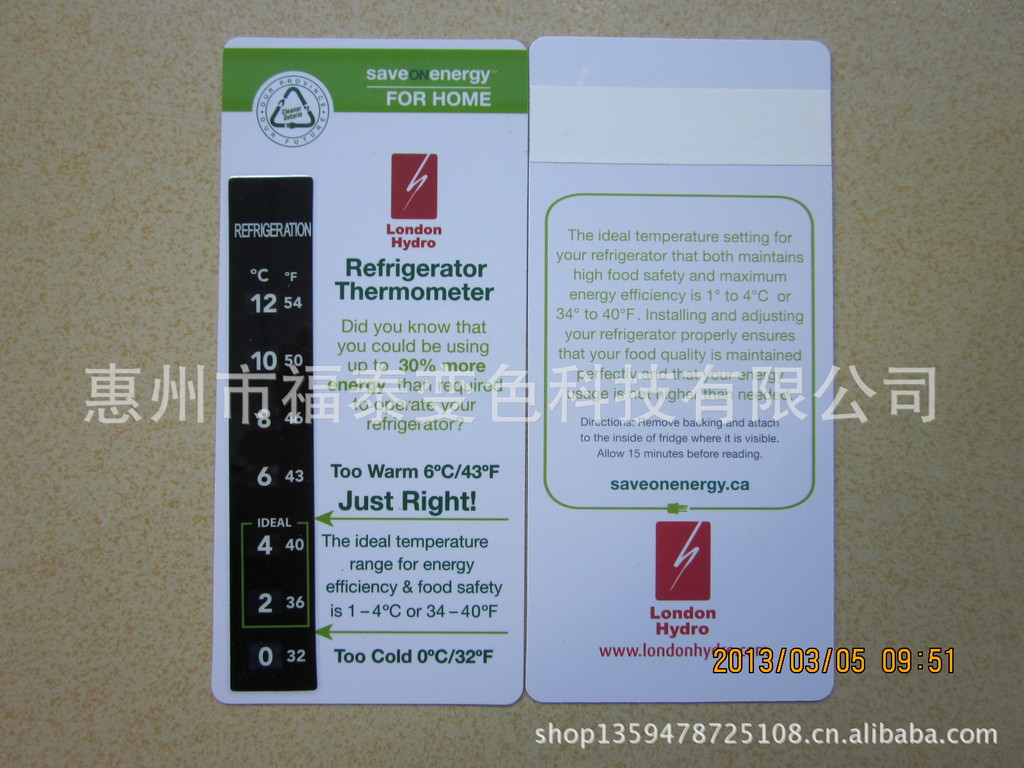 saveONenergy™
FOR HOME
OUR PROVINCE
OUR FUTURE
Cleaner
Ontario
London
Hydro
Refrigerator
Thermometer
Did you know that
you could be using
up to 30% more
energy than required
to operate your
refrigerator?
REFRIGERATION
°C °F
12 54
10 50
8 46
6 43
IDEAL
4 40
2 36
0 32
Too Warm 6ºC/43ºF
Just Right!
The ideal temperature
range for energy
efficiency & food safety
is 1 – 4ºC or 34 – 40ºF
Too Cold 0ºC/32ºF
The ideal temperature setting for
your refrigerator that both maintains
high food safety and maximum
energy efficiency is 1° to 4°C or
34° to 40°F. Installing and adjusting
your refrigerator properly ensures
that your food quality is maintained
perfectly and that your energy
usage is not higher than needed.
Directions: Remove backing and attach
to the inside of fridge where it is visible.
Allow 15 minutes before reading.
saveonenergy.ca
London
Hydro
www.londonhydro
惠州市福泰变色科技有限公司
2013/03/05 09:51
shop1359478725108.cn.alibaba.com